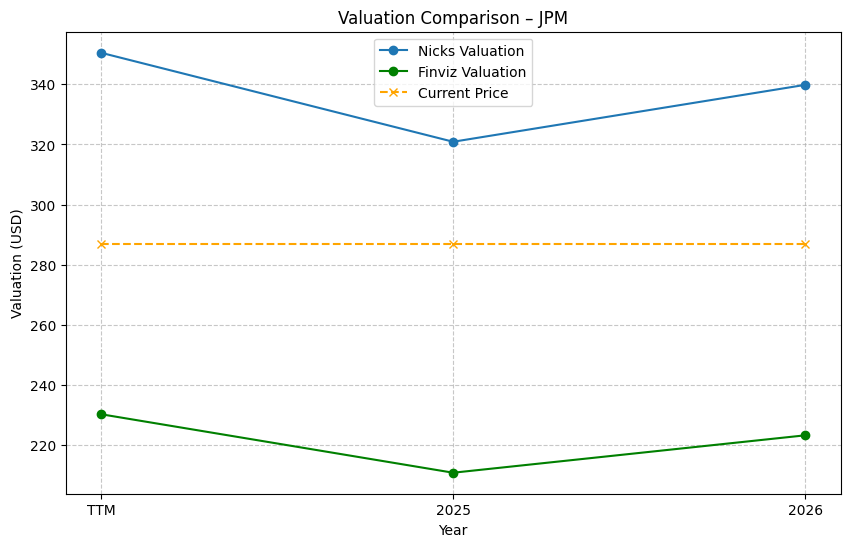 Valuation Comparison – JPM
Nicks Valuation
Finviz Valuation
Current Price
Valuation (USD)
340
320
300
280
260
240
220
TTM
2025
2026
Year